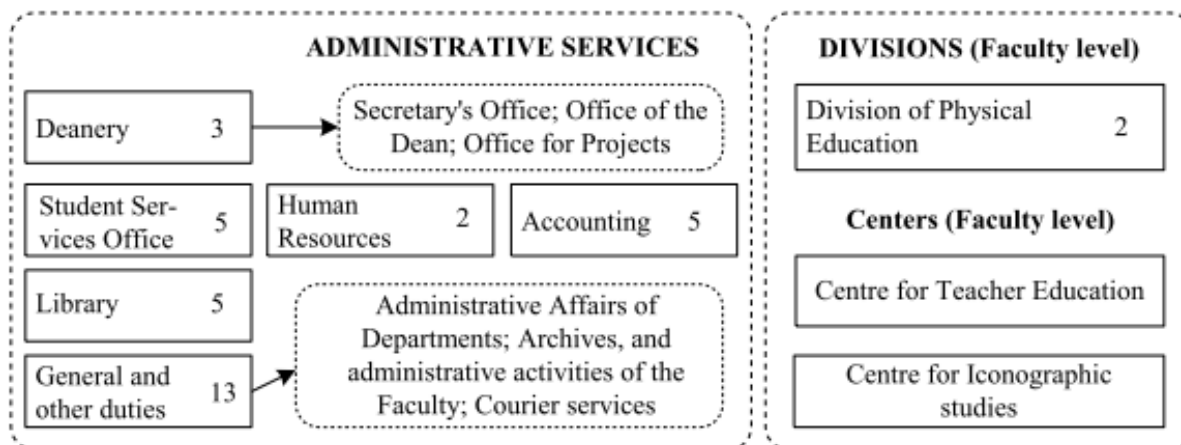 ADMINISTRATIVE SERVICES
Deanery 3
Secretary's Office; Office of the
Dean; Office for Projects
Student Ser-
vices Office 5
Human
Resources 2
Accounting 5
Library 5
General and
other duties 13
Administrative Affairs of
Departments; Archives, and
administrative activities of the
Faculty; Courier services
DIVISIONS (Faculty level)
Division of Physical
Education 2
Centers (Faculty level)
Centre for Teacher Education
Centre for Iconographic
studies